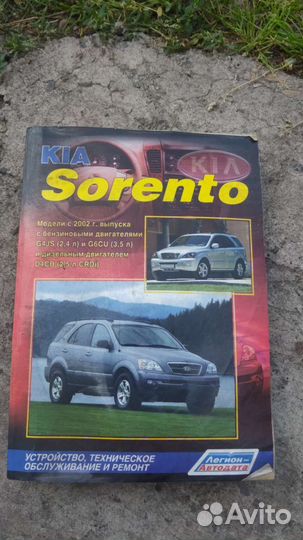 KIA
KIA
Sorento
Модели с 2002 г. выпуска
с бензиновыми двигателями
G4JS (2,4 л) и G6CU (3,5 л)
и дизельным двигателем
D4CB (2,5 л CRDi)
УСТРОЙСТВО, ТЕХНИЧЕСКОЕ
ОБСЛУЖИВАНИЕ И РЕМОНТ
Легион-
Автодата
Avito